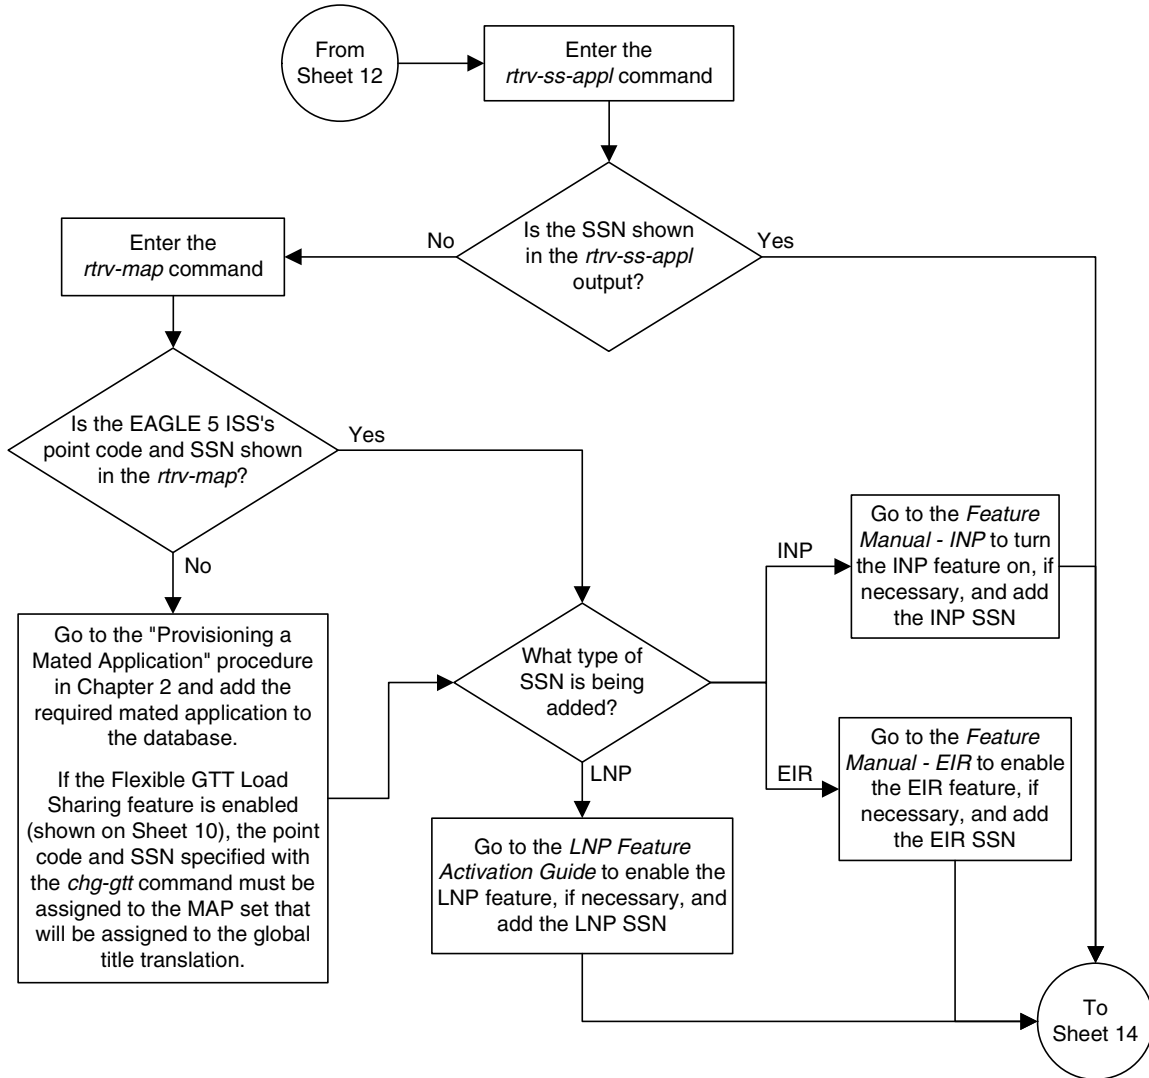 From
Sheet 12
Enter the
rtrv-ss-appl command
Is the SSN shown
in the rtrv-ss-appl
output?
No
Yes
Enter the
rtrv-map command
Is the EAGLE 5 ISS's
point code and SSN shown
in the rtrv-map?
Yes
No
Go to the "Provisioning a
Mated Application" procedure
in Chapter 2 and add the
required mated application to
the database.
If the Flexible GTT Load
Sharing feature is enabled
(shown on Sheet 10), the point
code and SSN specified with
the chg-gtt command must be
assigned to the MAP set that
will be assigned to the global
title translation.
What type of
SSN is being
added?
INP
Go to the Feature
Manual - INP to turn
the INP feature on, if
necessary, and add
the INP SSN
EIR
Go to the Feature
Manual - EIR to enable
the EIR feature, if
necessary, and add
the EIR SSN
LNP
Go to the LNP Feature
Activation Guide to enable the
LNP feature, if necessary, and
add the LNP SSN
To
Sheet 14